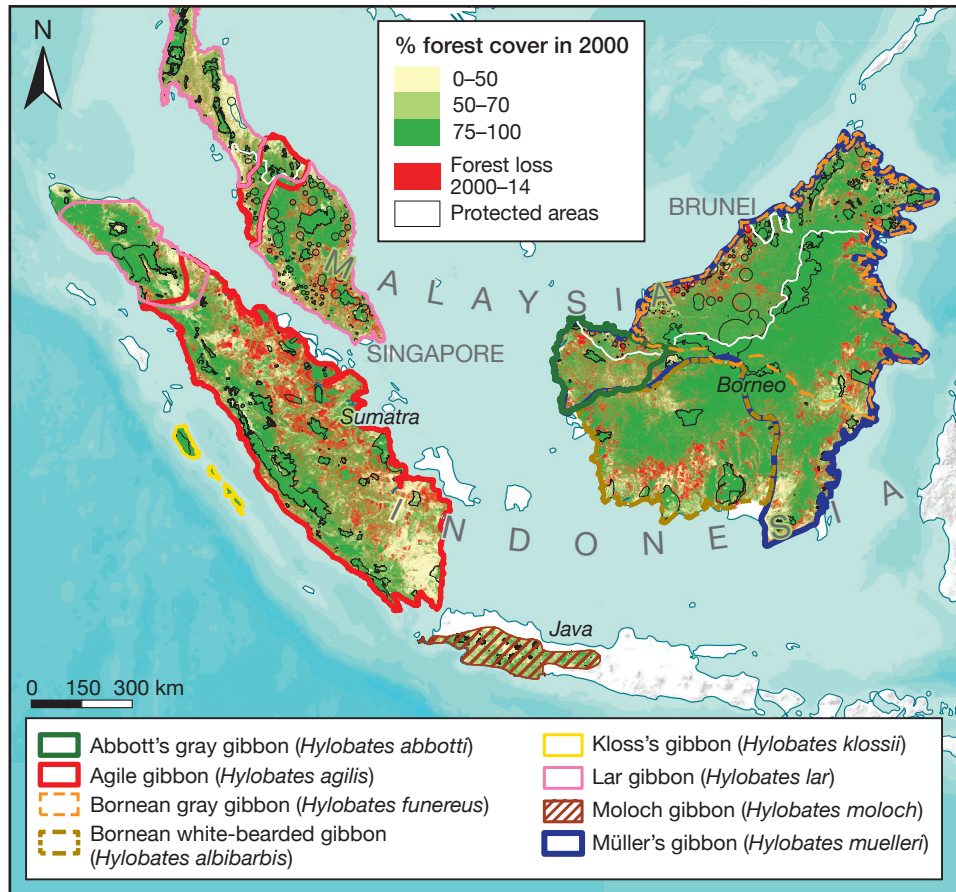 N
% forest cover in 2000
0–50
50–70
75–100
Forest loss
2000–14
Protected areas
BRUNEI
MALAYSIA
SINGAPORE
Borneo
Sumatra
INDONESIA
Java
0 150 300 km
Abbott's gray gibbon (Hylobates abbotti)
Agile gibbon (Hylobates agilis)
Bornean gray gibbon (Hylobates funereus)
Bornean white-bearded gibbon
(Hylobates albibarbis)
Kloss's gibbon (Hylobates klossii)
Lar gibbon (Hylobates lar)
Moloch gibbon (Hylobates moloch)
Müller's gibbon (Hylobates muelleri)